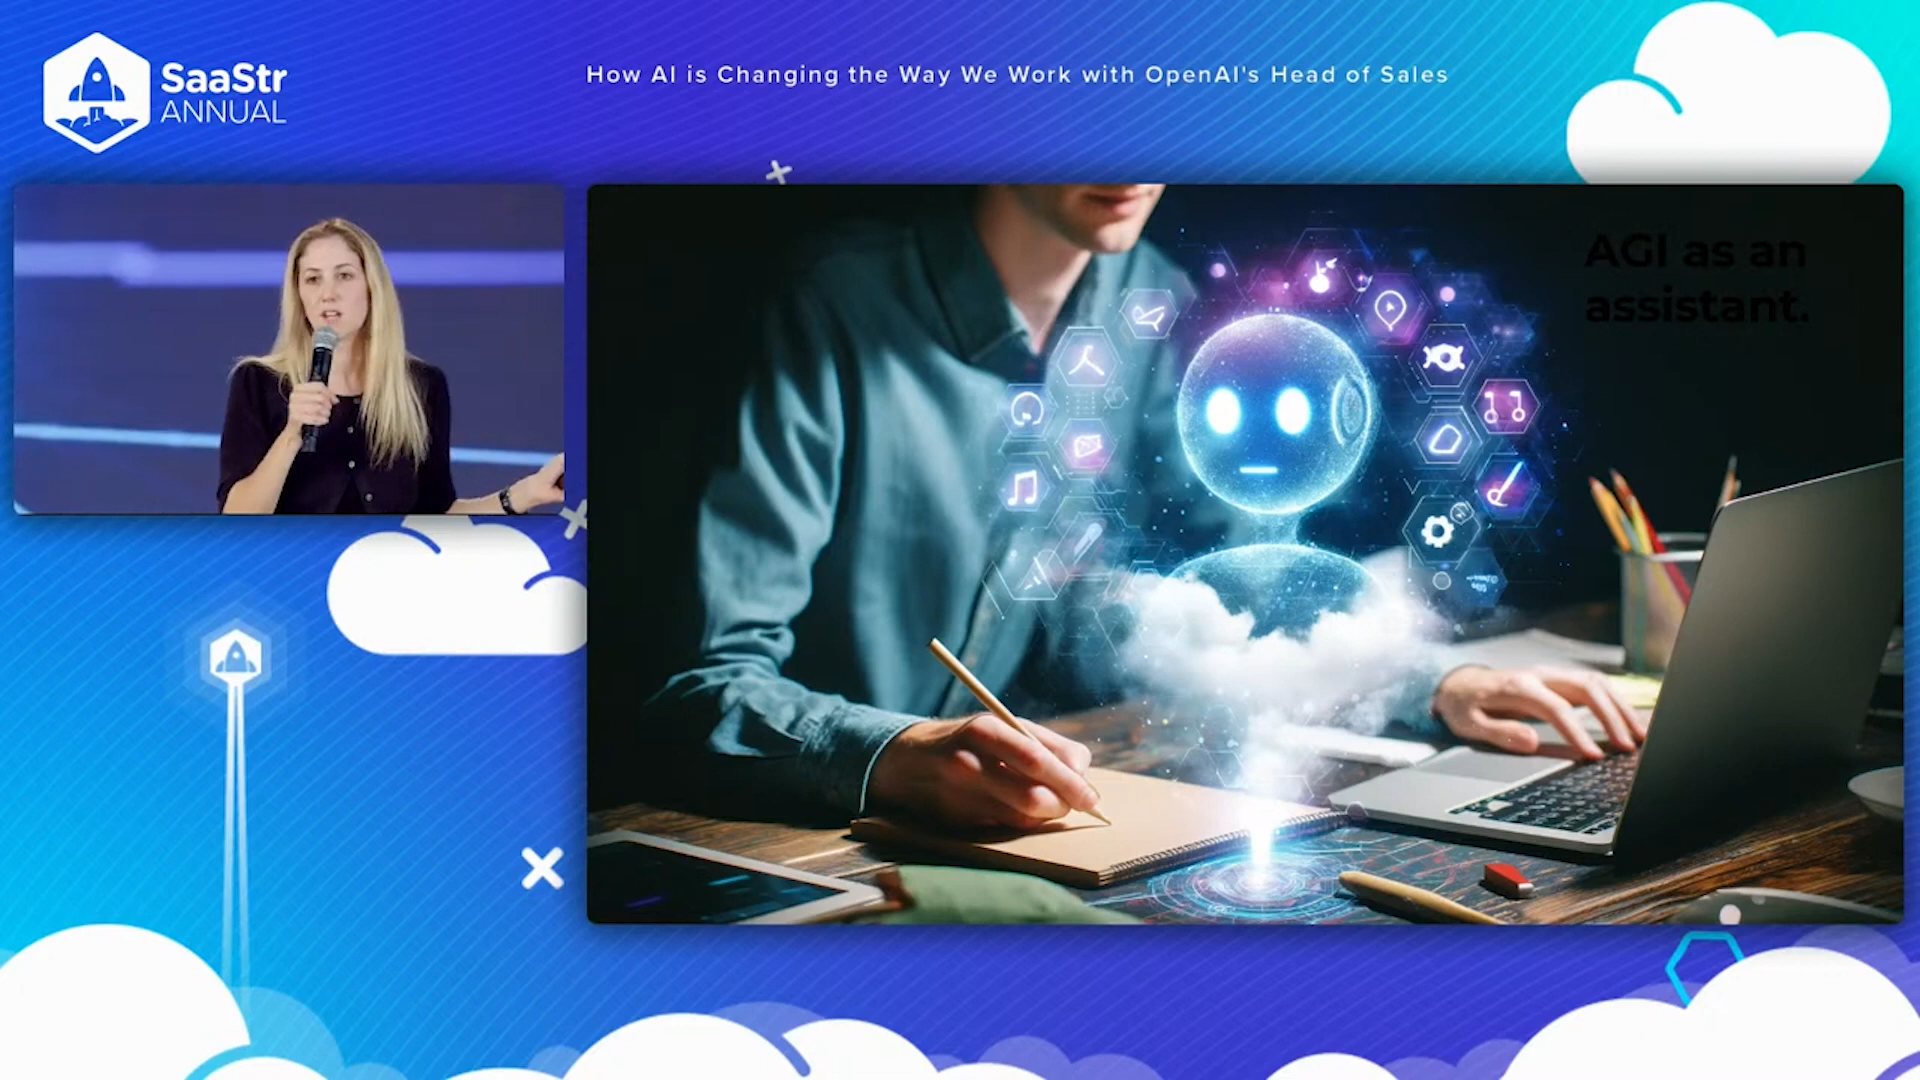 SaaStr
ANNUAL
How AI is Changing the Way We Work with OpenAI's Head of Sales
AGI as an
assistant.